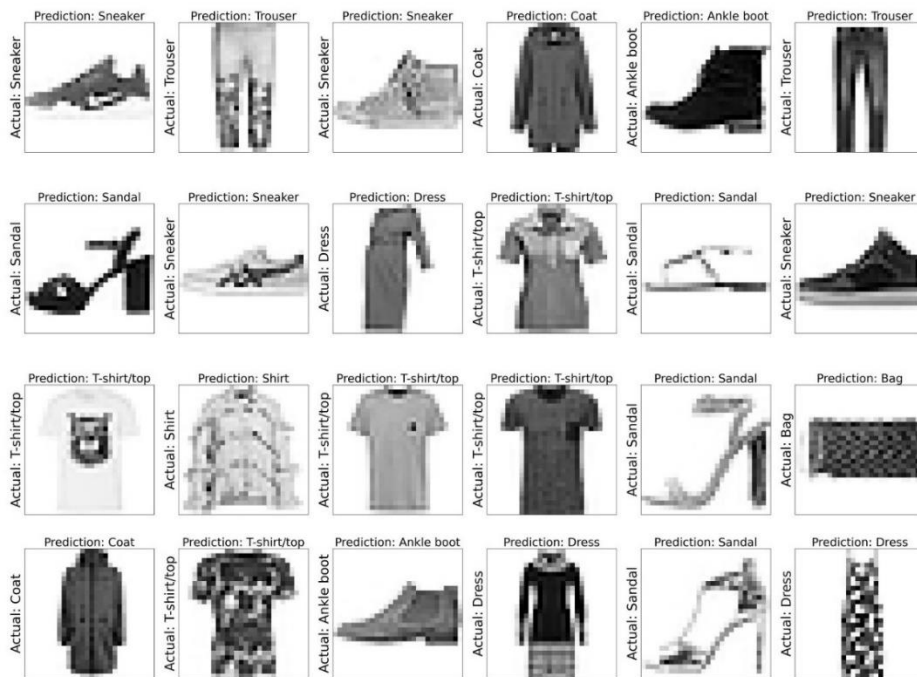 Prediction: Sneaker
Actual: Sneaker
Prediction: Trouser
Actual: Trouser
Prediction: Sneaker
Actual: Sneaker
Prediction: Coat
Actual: Coat
Prediction: Ankle boot
Actual: Ankle boot
Prediction: Trouser
Actual: Trouser
Prediction: Sandal
Actual: Sandal
Prediction: Sneaker
Actual: Sneaker
Prediction: Dress
Actual: Dress
Prediction: T-shirt/top
Actual: T-shirt/top
Prediction: Sandal
Actual: Sandal
Prediction: Sneaker
Actual: Sneaker
Prediction: T-shirt/top
Actual: T-shirt/top
Prediction: Shirt
Actual: Shirt
Prediction: T-shirt/top
Actual: T-shirt/top
Prediction: T-shirt/top
Actual: T-shirt/top
Prediction: Sandal
Actual: Sandal
Prediction: Bag
Actual: Bag
Prediction: Coat
Actual: Coat
Prediction: T-shirt/top
Actual: T-shirt/top
Prediction: Ankle boot
Actual: Ankle boot
Prediction: Dress
Actual: Dress
Prediction: Sandal
Actual: Sandal
Prediction: Dress
Actual: Dress